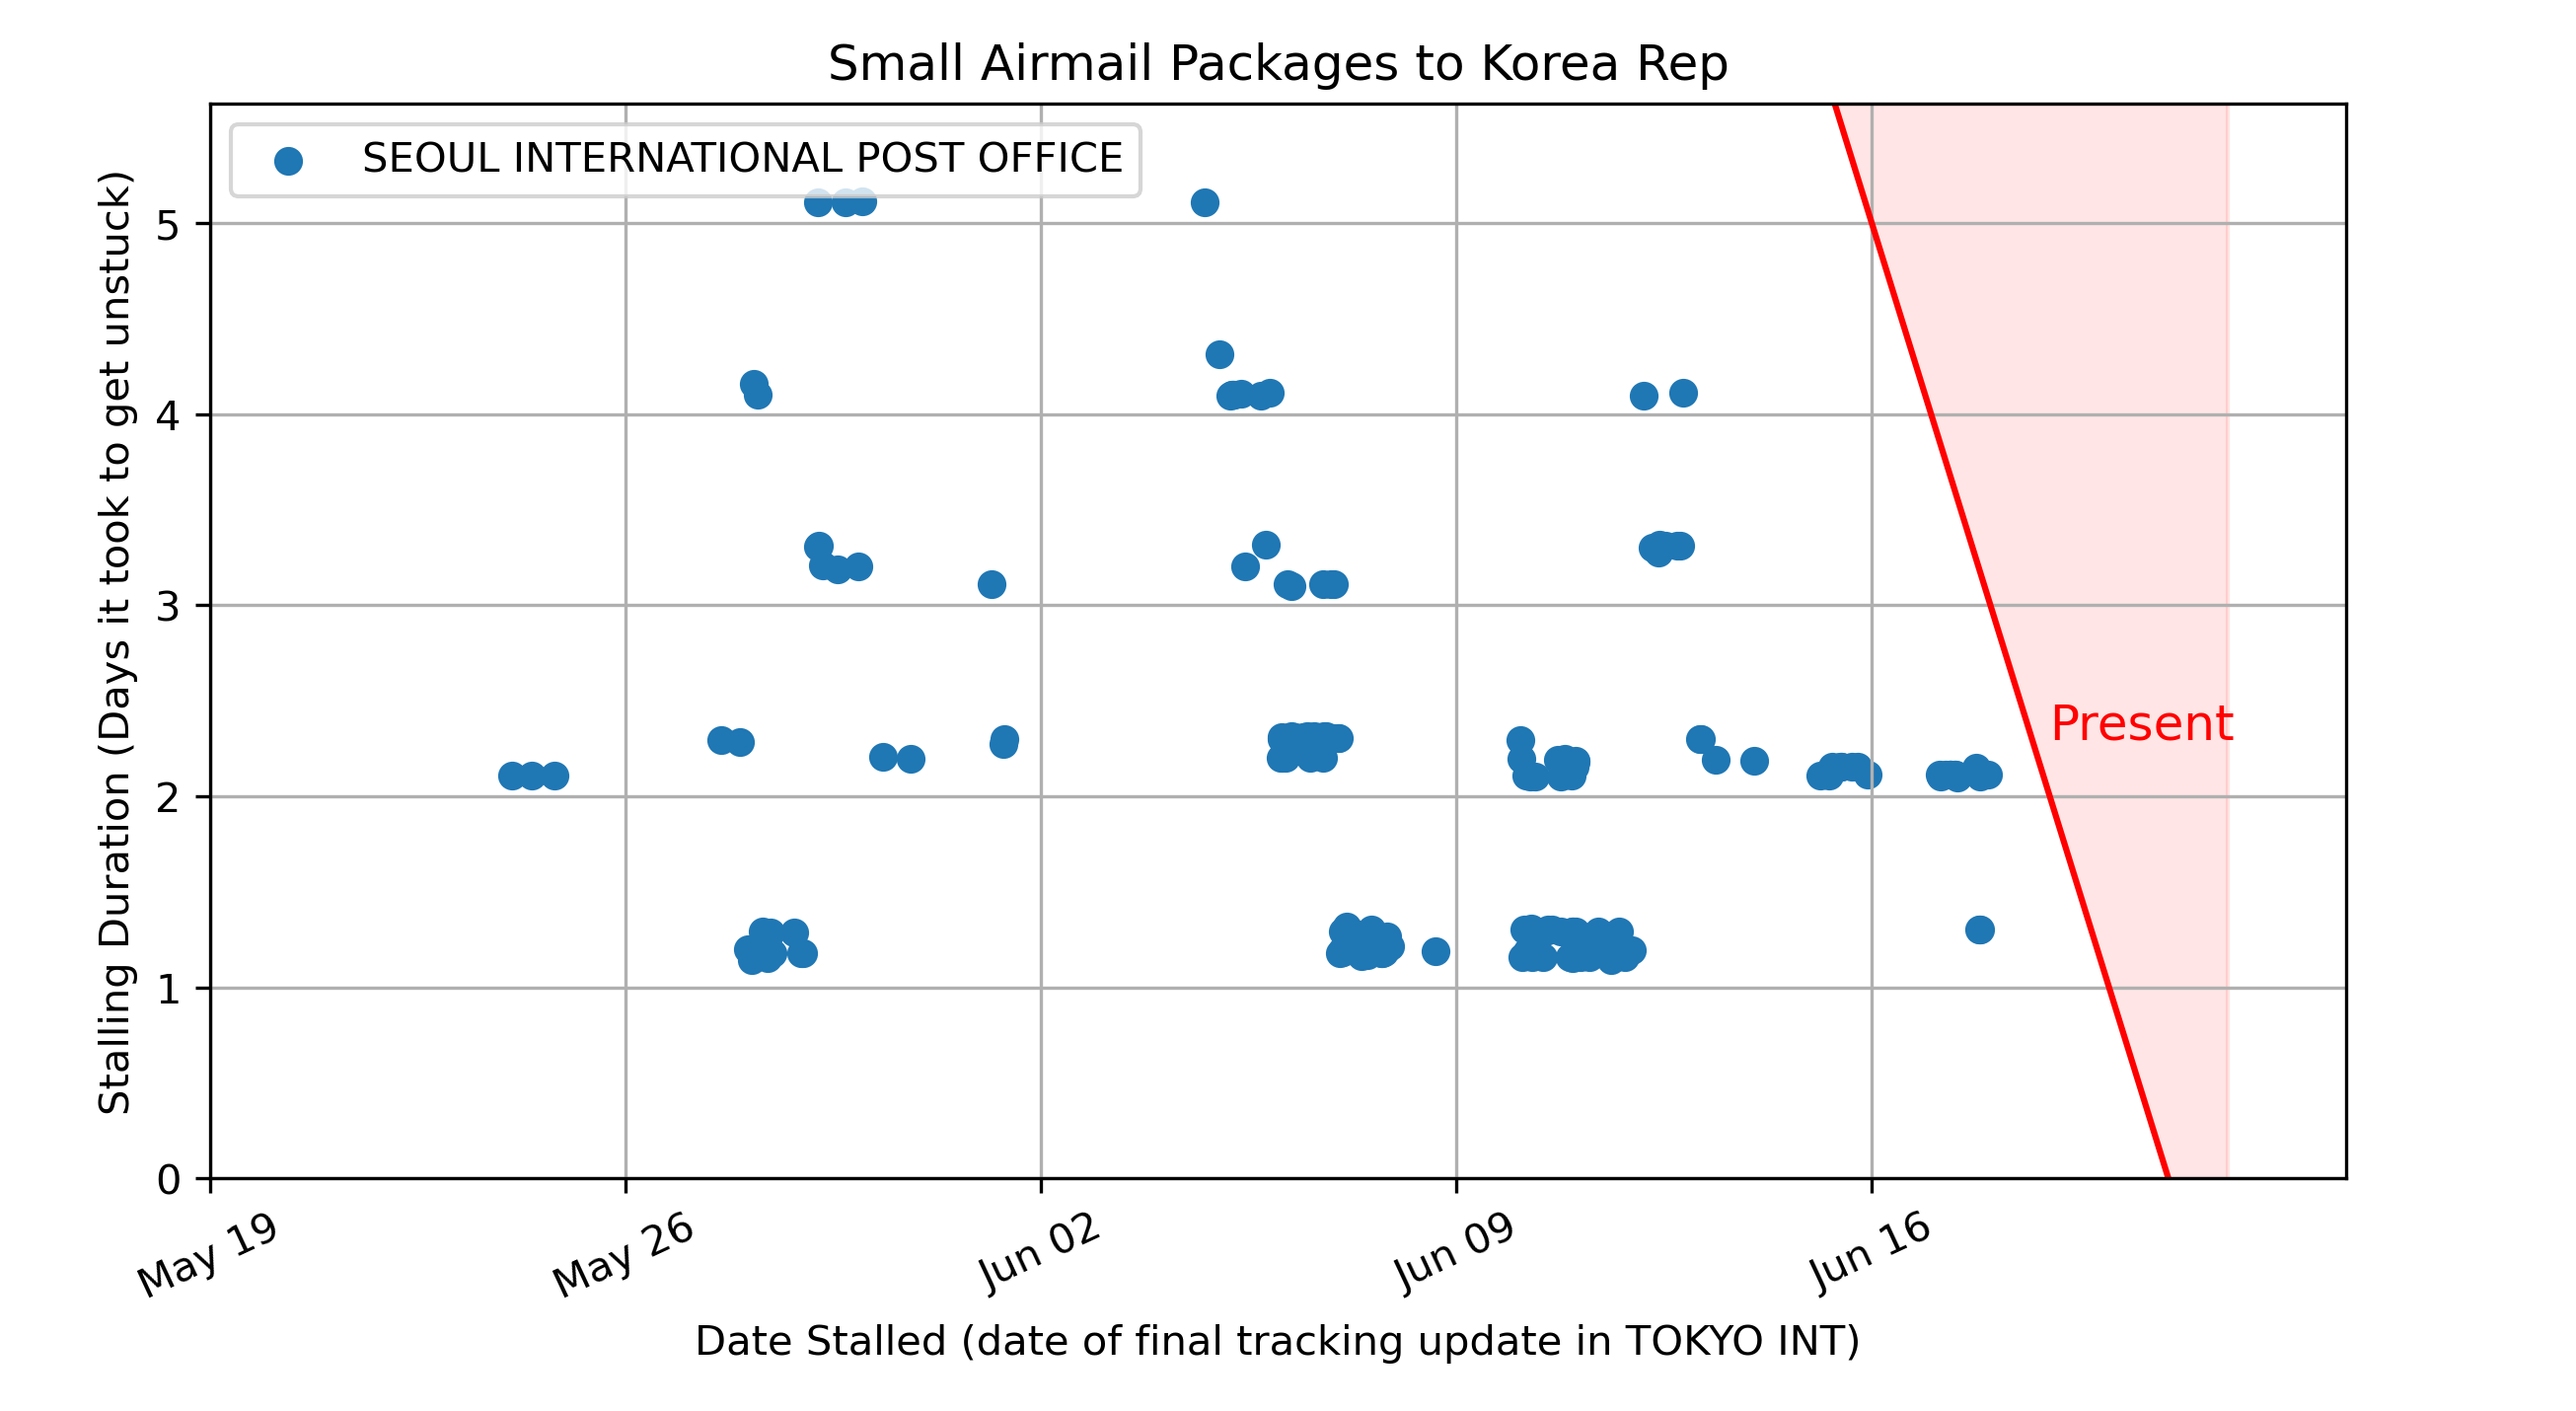 Small Airmail Packages to Korea Rep
SEOUL INTERNATIONAL POST OFFICE
Stalling Duration (Days it took to get unstuck)
5
4
3
2
1
0
Present
May 19
May 26
Jun 02
Jun 09
Jun 16
Date Stalled (date of final tracking update in TOKYO INT)